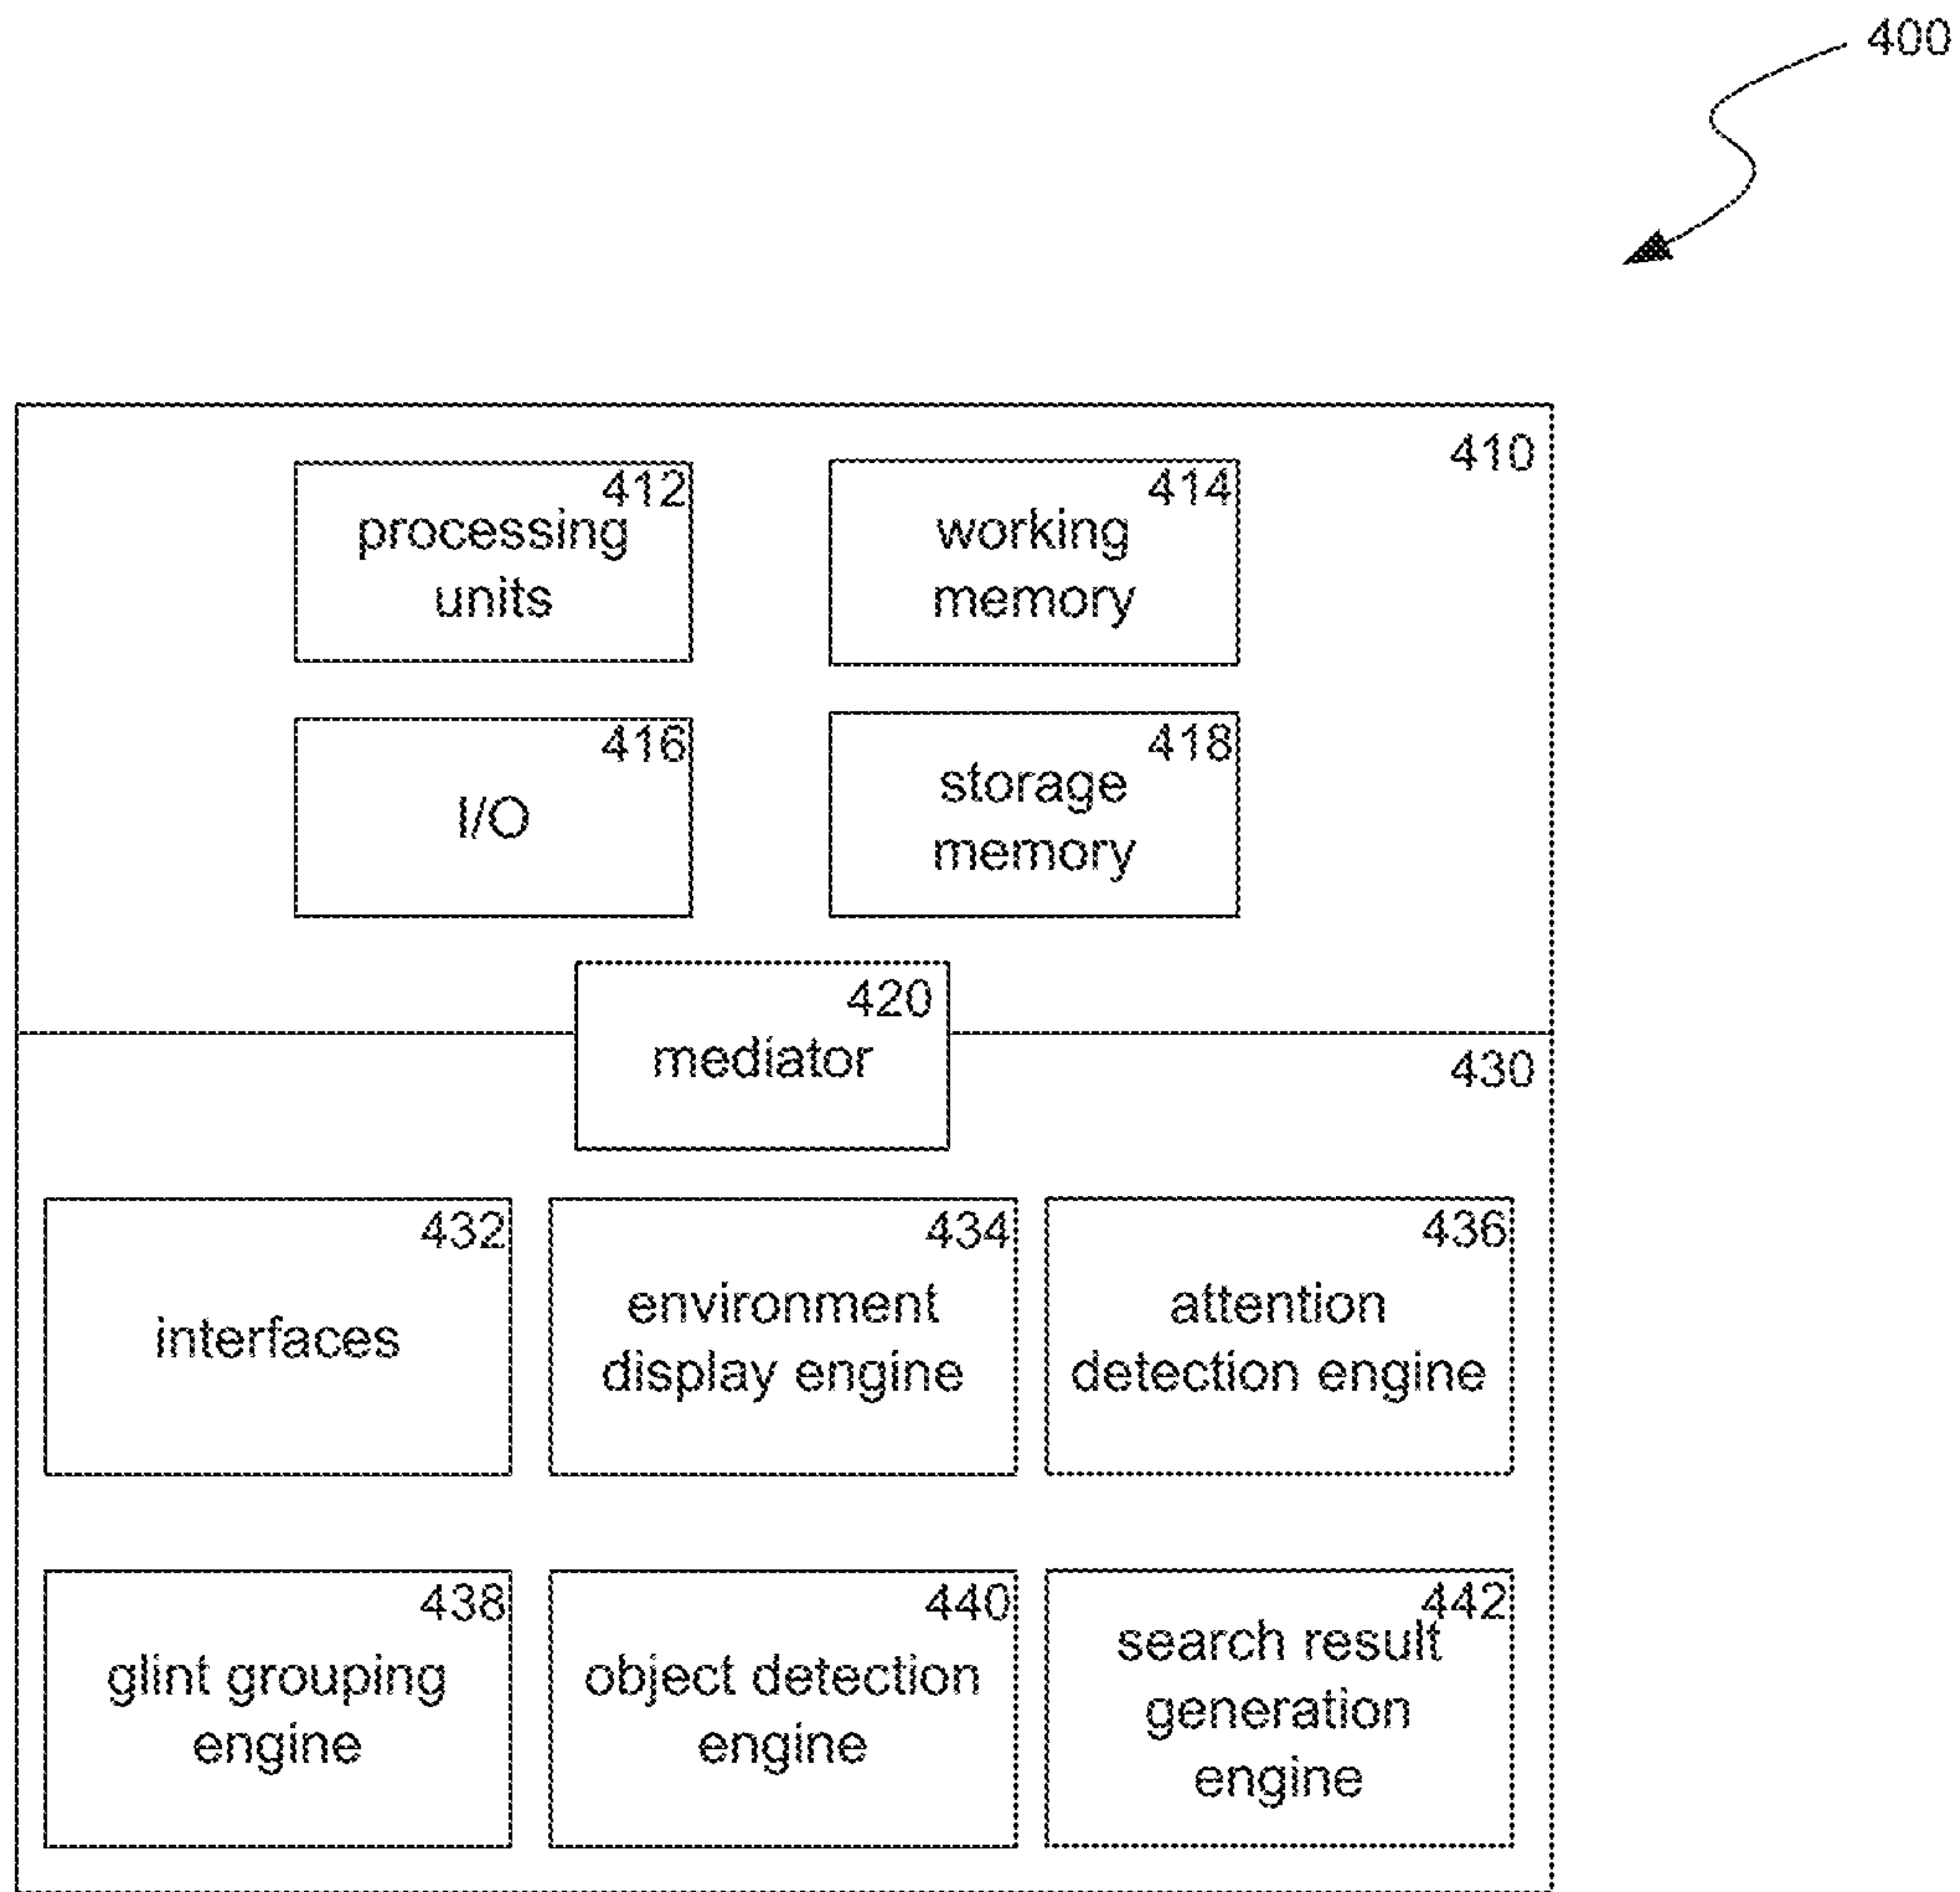 400
410
412
processing
units
414
working
memory
416
I/O
418
storage
memory
420
mediator
430
432
interfaces
434
environment
display engine
436
attention
detection engine
438
glint grouping
engine
440
object detection
engine
442
search result
generation
engine